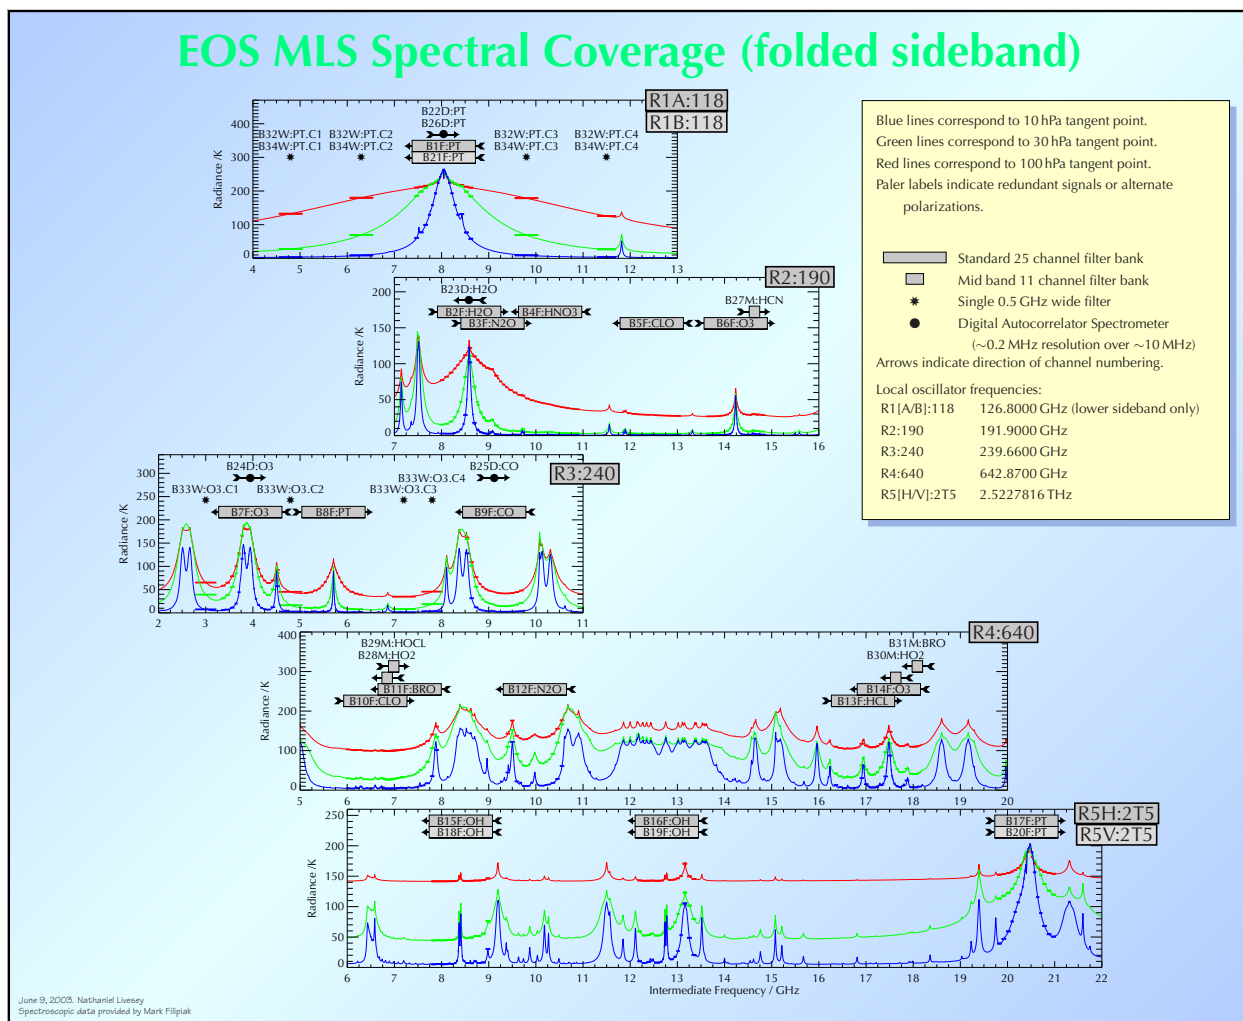 EOS MLS Spectral Coverage (folded sideband)
R1A:118
R1B:118
B22D:PT
B26D:PT
B32W:PT.C1 B32W:PT.C2 B32W:PT.C3 B32W:PT.C4
B34W:PT.C1 B34W:PT.C2 B34W:PT.C3 B34W:PT.C4
B1F:PT
B21F:PT
Radiance /K
400
300
200
100
0
4 5 6 7 8 9 10 11 12 13
R2:190
B23D:H2O
B27M:HCN
B2F:H2O B4F:HNO3
B3F:N2O B5F:CLO B6F:O3
Radiance /K
200
150
100
50
0
7 8 9 10 11 12 13 14 15 16
R3:240
B24D:O3 B25D:CO
B33W:O3.C4
B33W:O3.C1 B33W:O3.C2 B33W:O3.C3
B7F:O3 B8F:PT B9F:CO
Radiance /K
300
250
200
150
100
50
0
2 3 4 5 6 7 8 9 10 11
R4:640
B29M:HOCL B31M:BRO
B28M:HO2 B30M:HO2
B11F:BRO B12F:N2O B14F:O3
B10F:CLO B13F:HCL
Radiance /K
400
300
200
100
0
5 6 7 8 9 10 11 12 13 14 15 16 17 18 19 20
R5H:2T5
R5V:2T5
B15F:OH B16F:OH B17F:PT
B18F:OH B19F:OH B20F:PT
Radiance /K
250
200
150
100
50
0
6 7 8 9 10 11 12 13 14 15 16 17 18 19 20 21 22
Intermediate Frequency / GHz
Blue lines correspond to 10 hPa tangent point.
Green lines correspond to 30 hPa tangent point.
Red lines correspond to 100 hPa tangent point.
Paler labels indicate redundant signals or alternate
polarizations.
Standard 25 channel filter bank
Mid band 11 channel filter bank
Single 0.5 GHz wide filter
Digital Autocorrelator Spectrometer
(~0.2 MHz resolution over ~10 MHz)
Arrows indicate direction of channel numbering.
Local oscillator frequencies:
R1[A/B]:118 126.8000 GHz (lower sideband only)
R2:190 191.9000 GHz
R3:240 239.6600 GHz
R4:640 642.8700 GHz
R5[H/V]:2T5 2.5227816 THz
June 9, 2003. Nathaniel Livesey
Spectroscopic data provided by Mark Filipiak